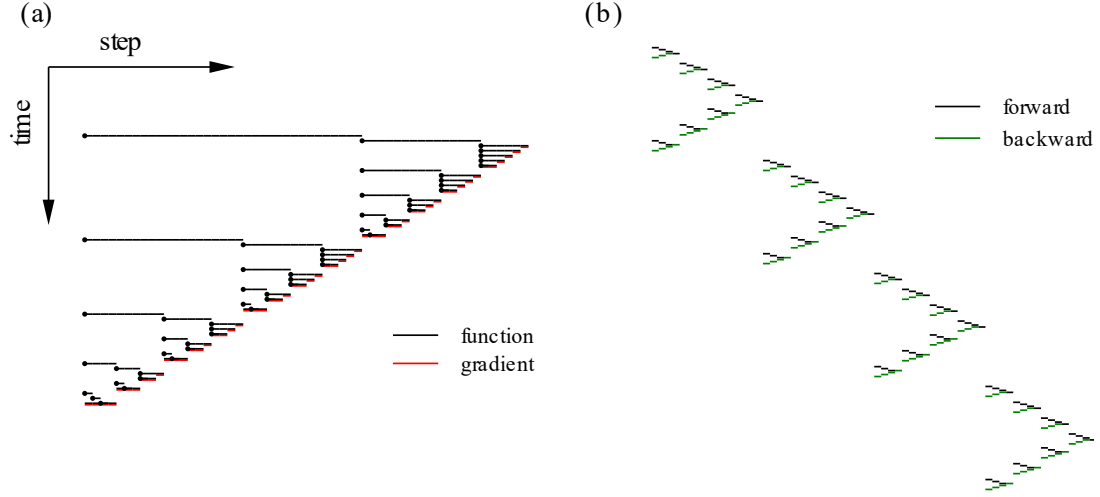 (a)
step
time
function
gradient
(b)
forward
backward